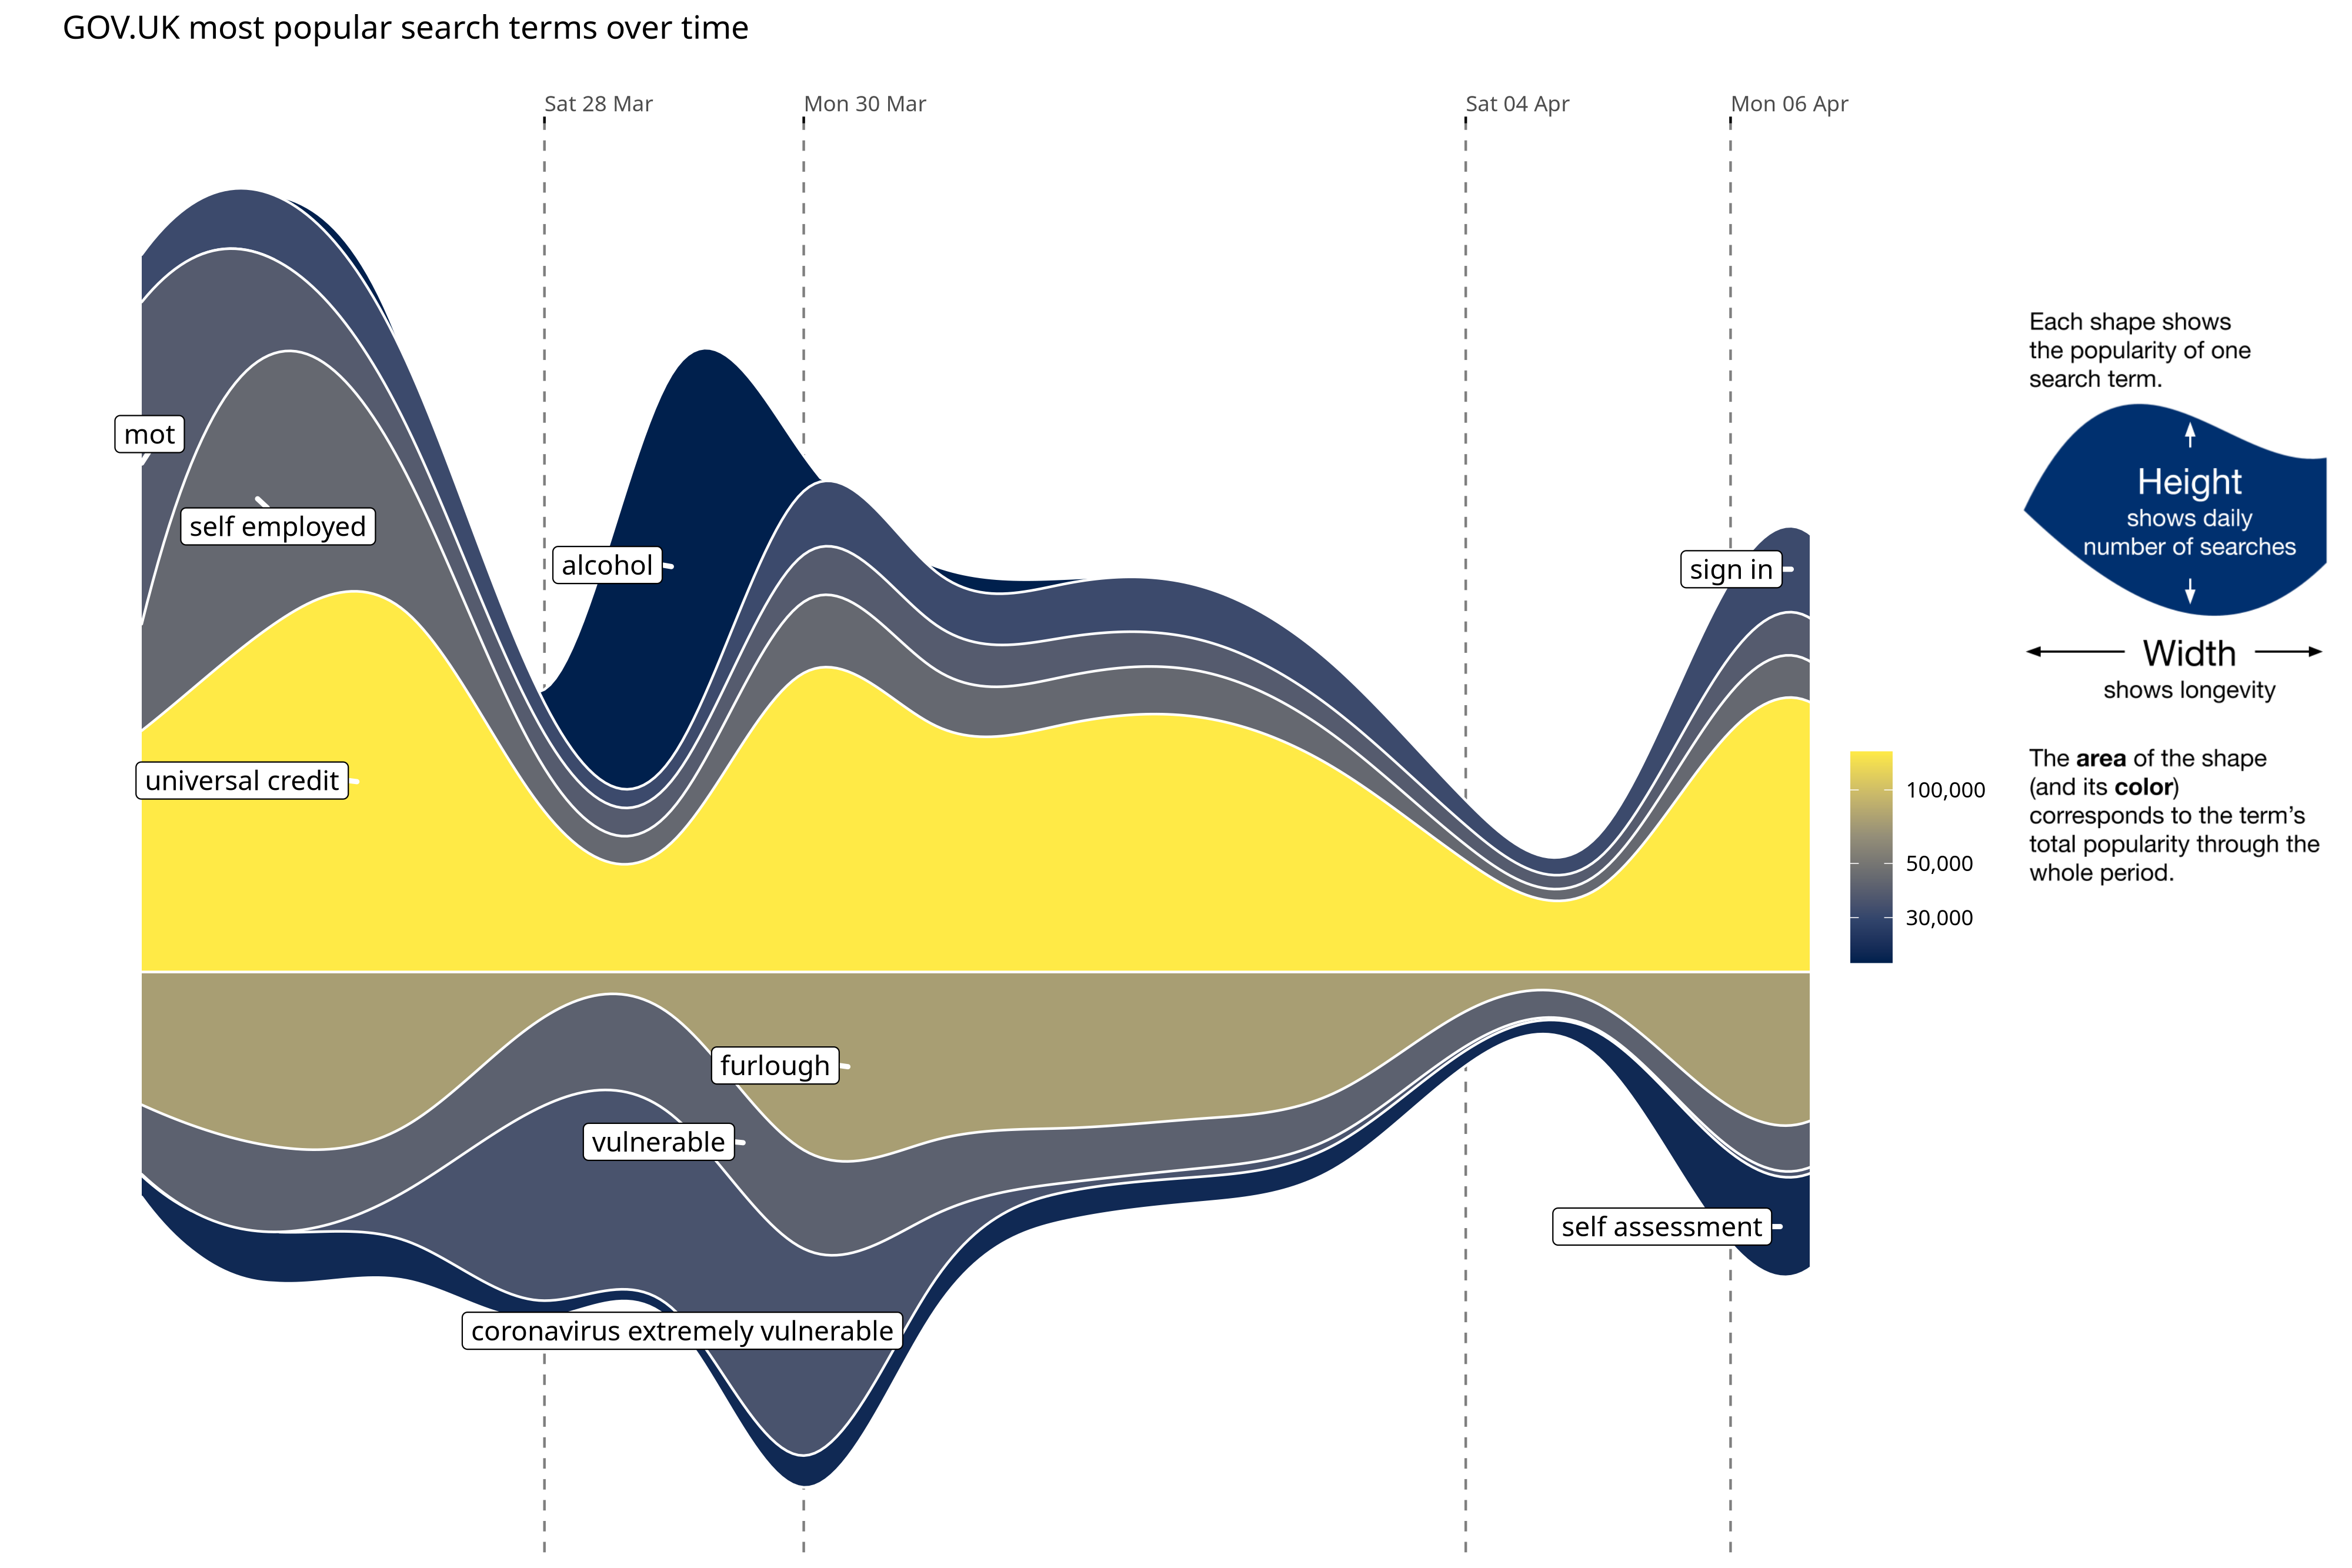 GOV.UK most popular search terms over time
Sat 28 Mar
Mon 30 Mar
Sat 04 Apr
Mon 06 Apr
mot
self employed
alcohol
sign in
universal credit
furlough
vulnerable
self assessment
coronavirus extremely vulnerable
100,000
50,000
30,000
Each shape shows
the popularity of one
search term.
Height
shows daily
number of searches
Width
shows longevity
The area of the shape
(and its color)
corresponds to the term’s
total popularity through the
whole period.